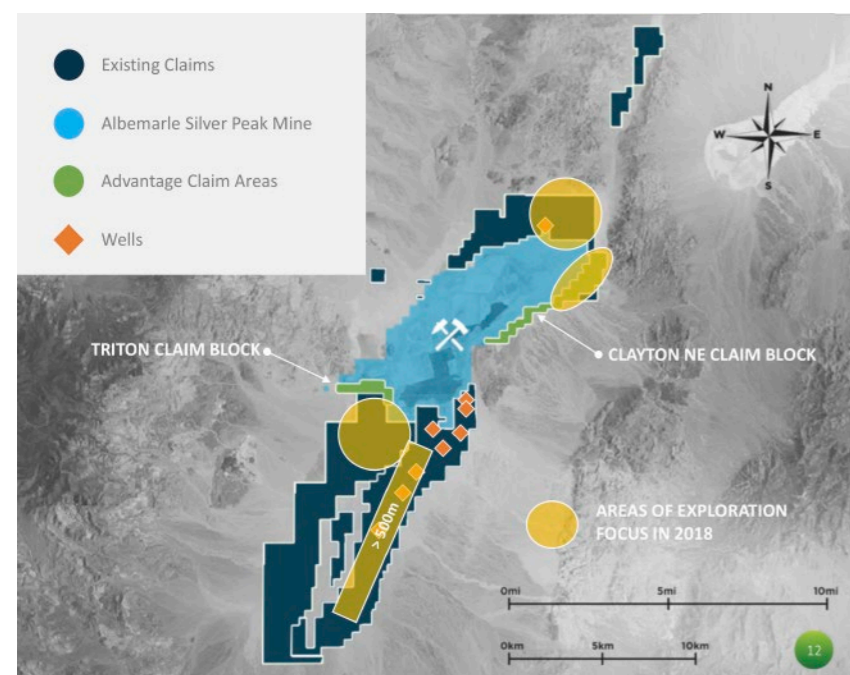 Existing Claims
Albemarle Silver Peak Mine
Advantage Claim Areas
Wells
N
W
E
S
TRITON CLAIM BLOCK
CLAYTON NE CLAIM BLOCK
> 500m
AREAS OF EXPLORATION
FOCUS IN 2018
0mi 5mi 10mi
0km 5km 10km
12